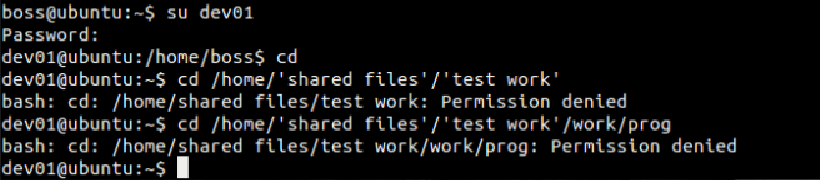 boss@ubuntu:~$ su dev01
Password:
dev01@ubuntu:/home/boss$ cd
dev01@ubuntu:~$ cd /home/'shared files'/'test work'
bash: cd: /home/shared files/test work: Permission denied
dev01@ubuntu:~$ cd /home/'shared files'/'test work'/work/prog
bash: cd: /home/shared files/test work/work/prog: Permission denied
dev01@ubuntu:~$